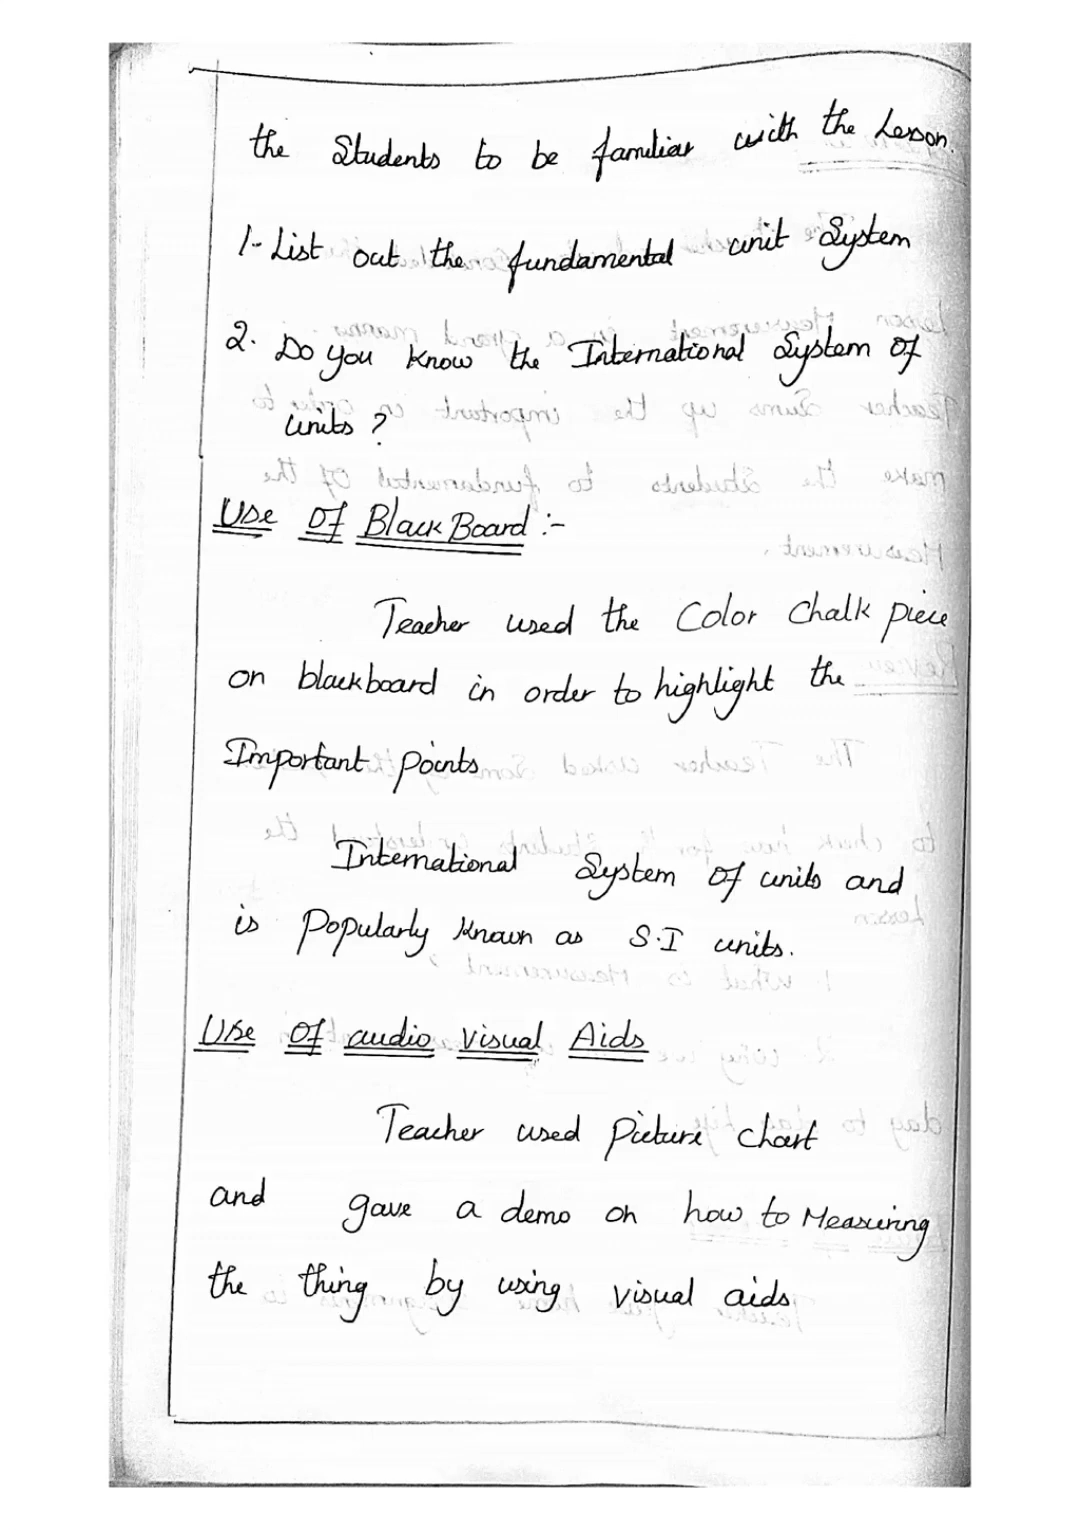 the Students to be familiar with the Lesson.
1- List out the fundamental unit System
2. Do you know the International System Of
units ?
Use Of Black Board :-
Teacher used the Color Chalk piece
on blackboard in order to highlight the
Important points
International System Of units and
is Popularly Known as S.I units.
Use Of audio visual Aids
Teacher used Picture chart
and gave a demo on how to Measuring
the thing by using visual aids